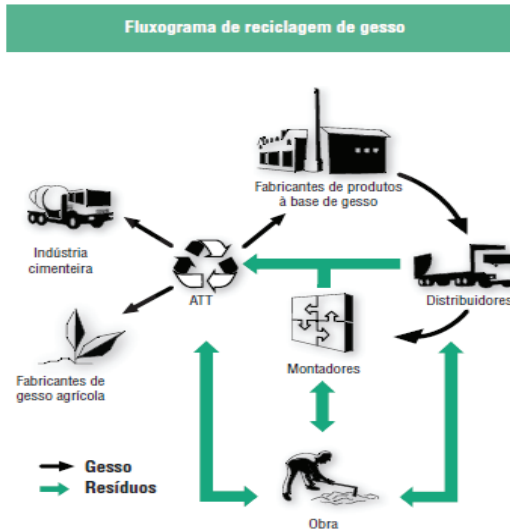 Fluxograma de reciclagem de gesso
Fabricantes de produtos
à base de gesso
Indústria
cimenteira
ATT
Distribuidores
Montadores
Fabricantes de
gesso agrícola
Gesso
Resíduos
Obra